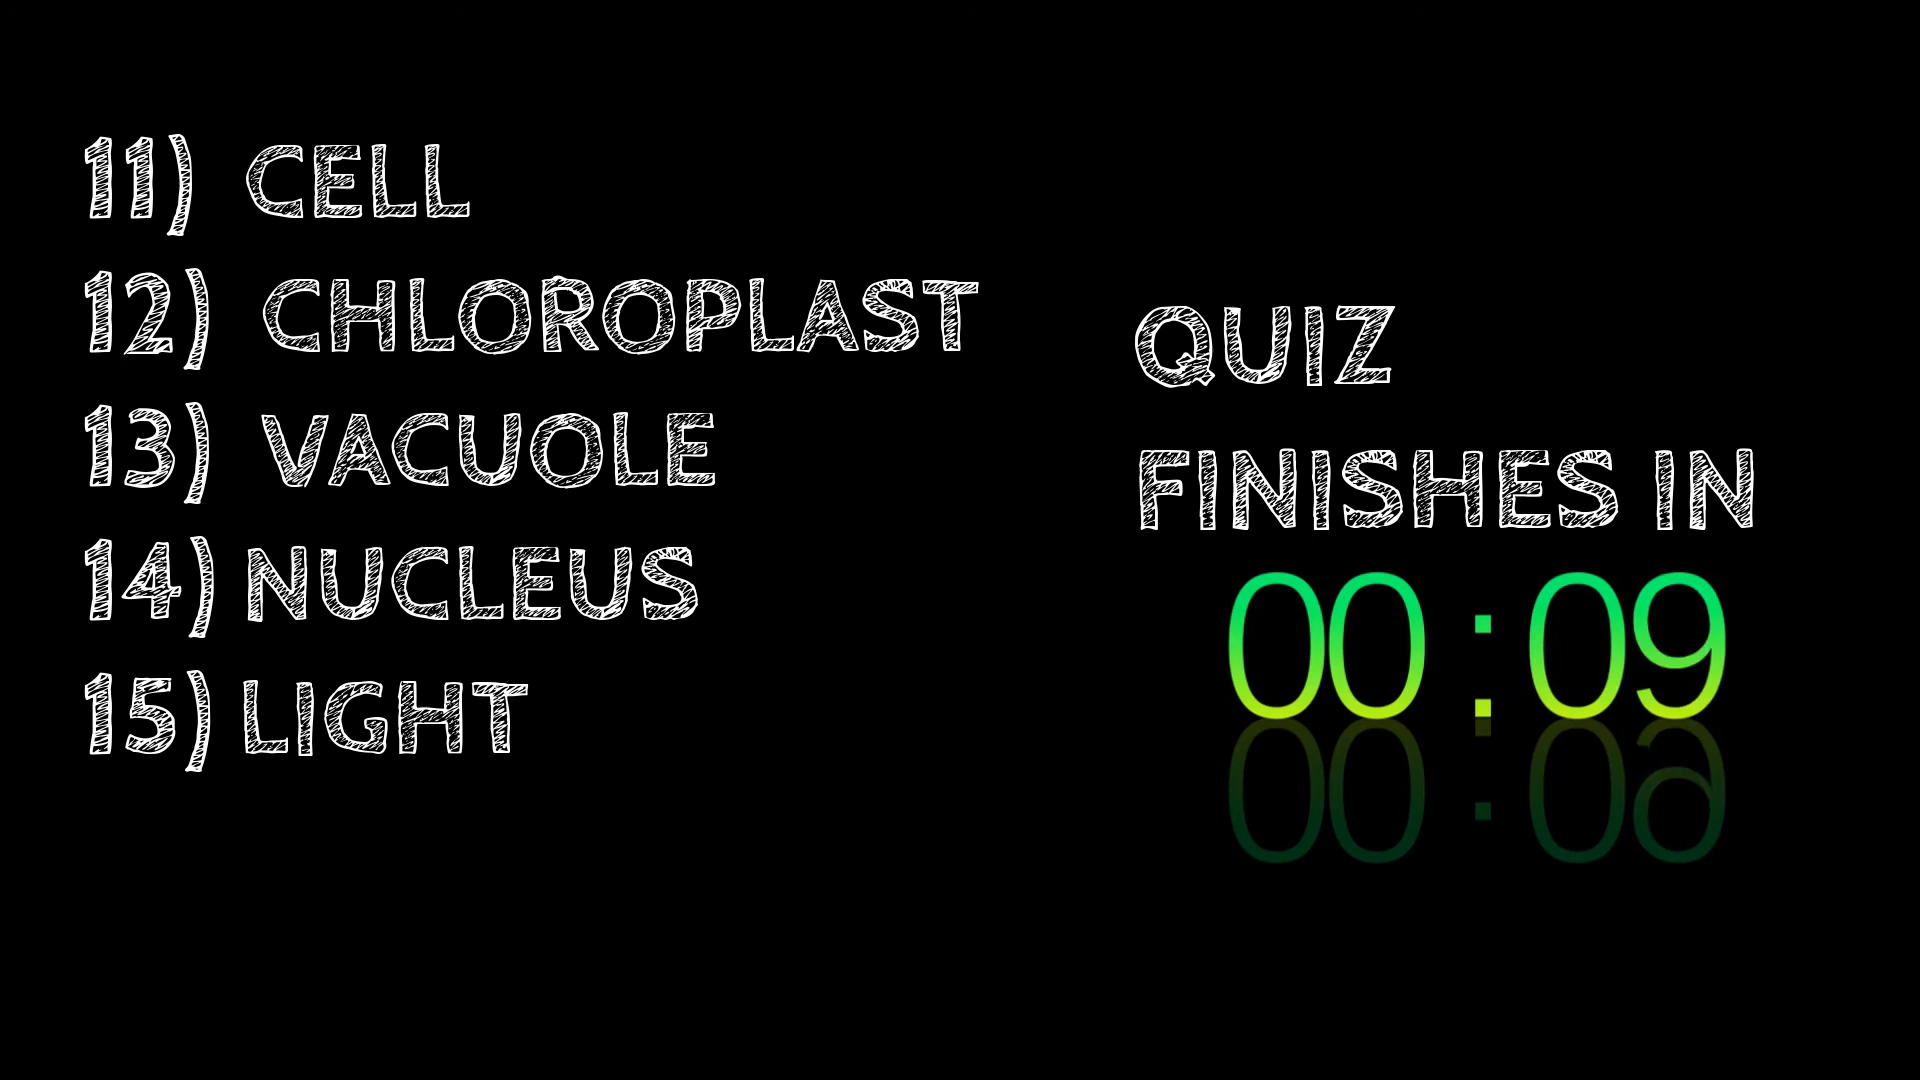 11) CELL
12) CHLOROPLAST
13) VACUOLE
14) NUCLEUS
15) LIGHT
QUIZ
FINISHES IN
00:09